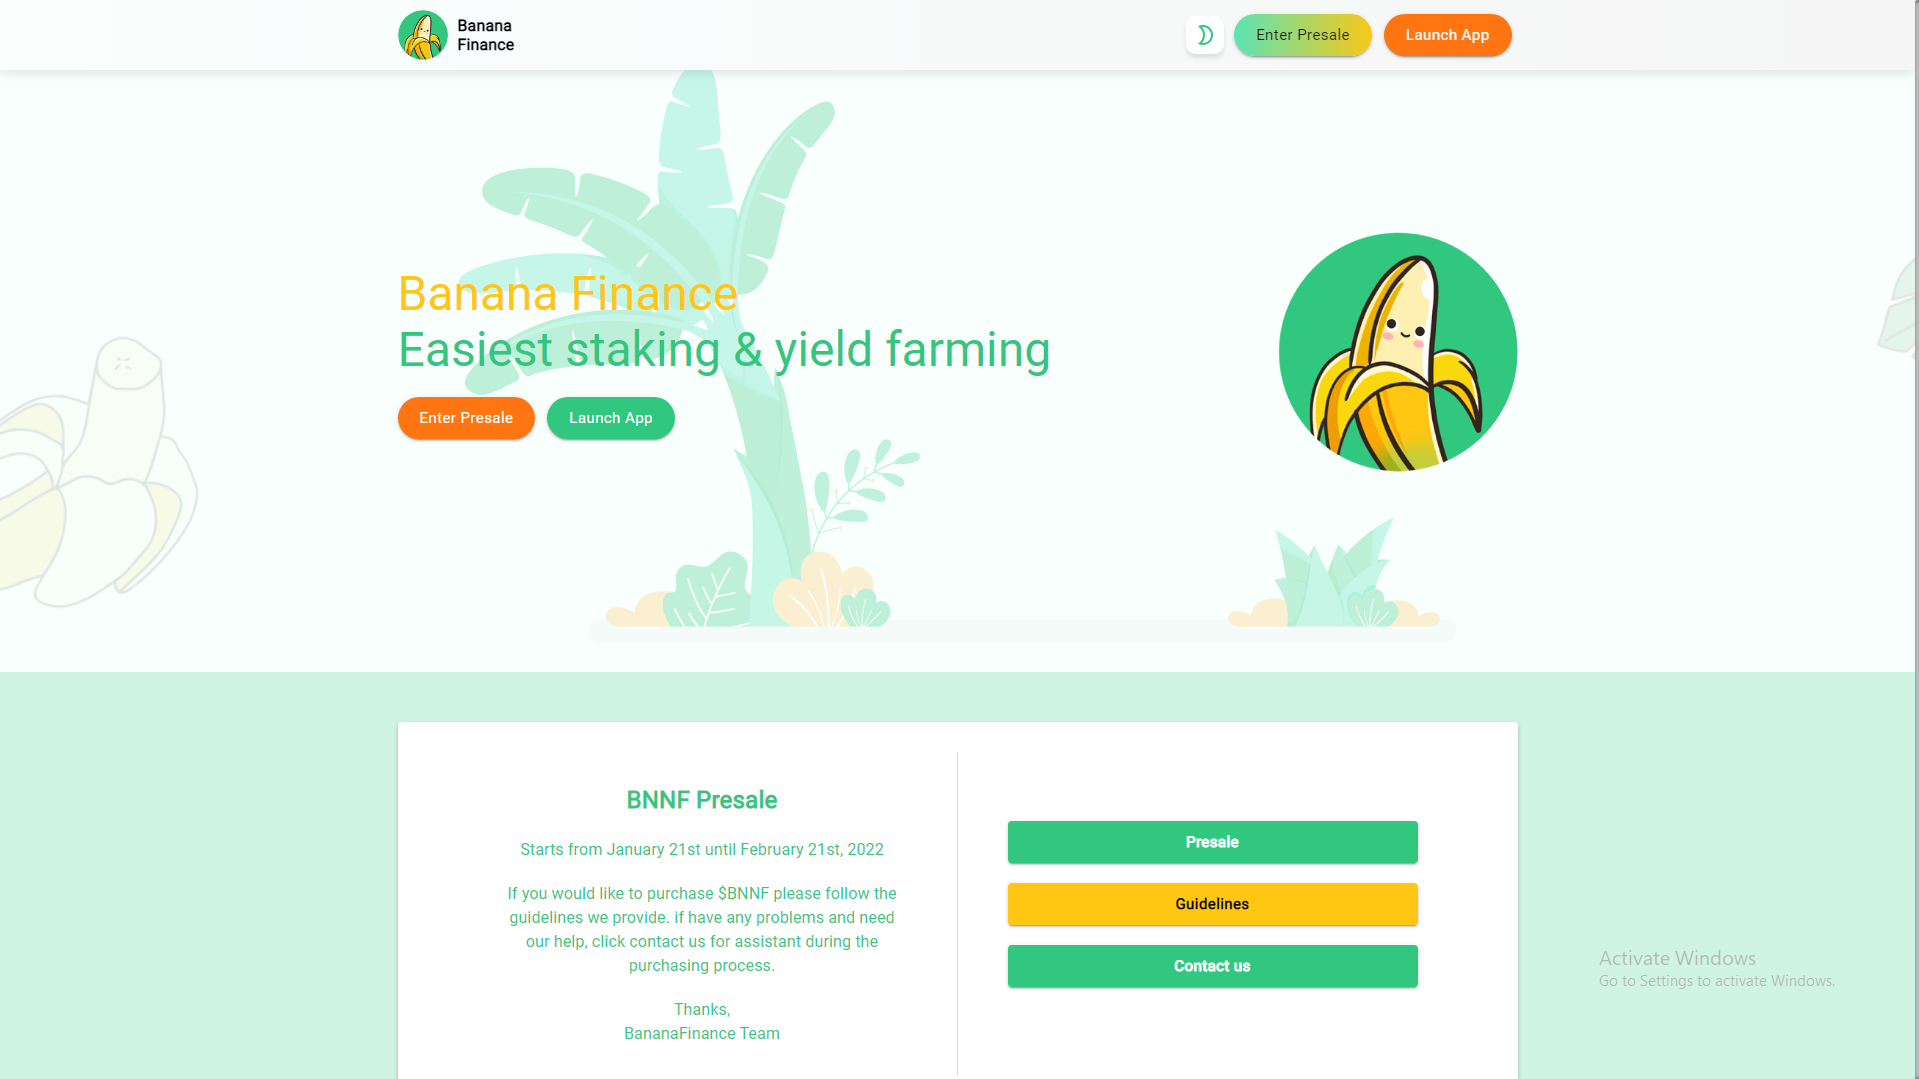 Banana
Finance
Enter Presale
Launch App
Banana Finance
Easiest staking & yield farming
Enter Presale
Launch App
BNNF Presale
Starts from January 21st until February 21st, 2022
If you would like to purchase $BNNF please follow the
guidelines we provide. if have any problems and need
our help, click contact us for assistant during the
purchasing process.
Thanks,
BananaFinance Team
Presale
Guidelines
Contact us
Activate Windows
Go to Settings to activate Windows.